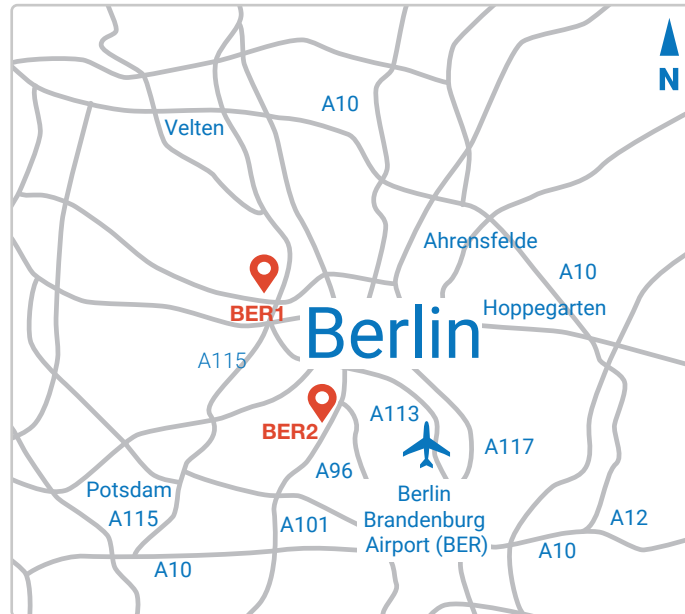 N
A10
Velten
Ahrensfelde
A10
Hoppegarten
BER1
Berlin
A115
A113
BER2
A117
A96
Potsdam
A115
Berlin
Brandenburg
Airport (BER)
A101
A12
A10
A10